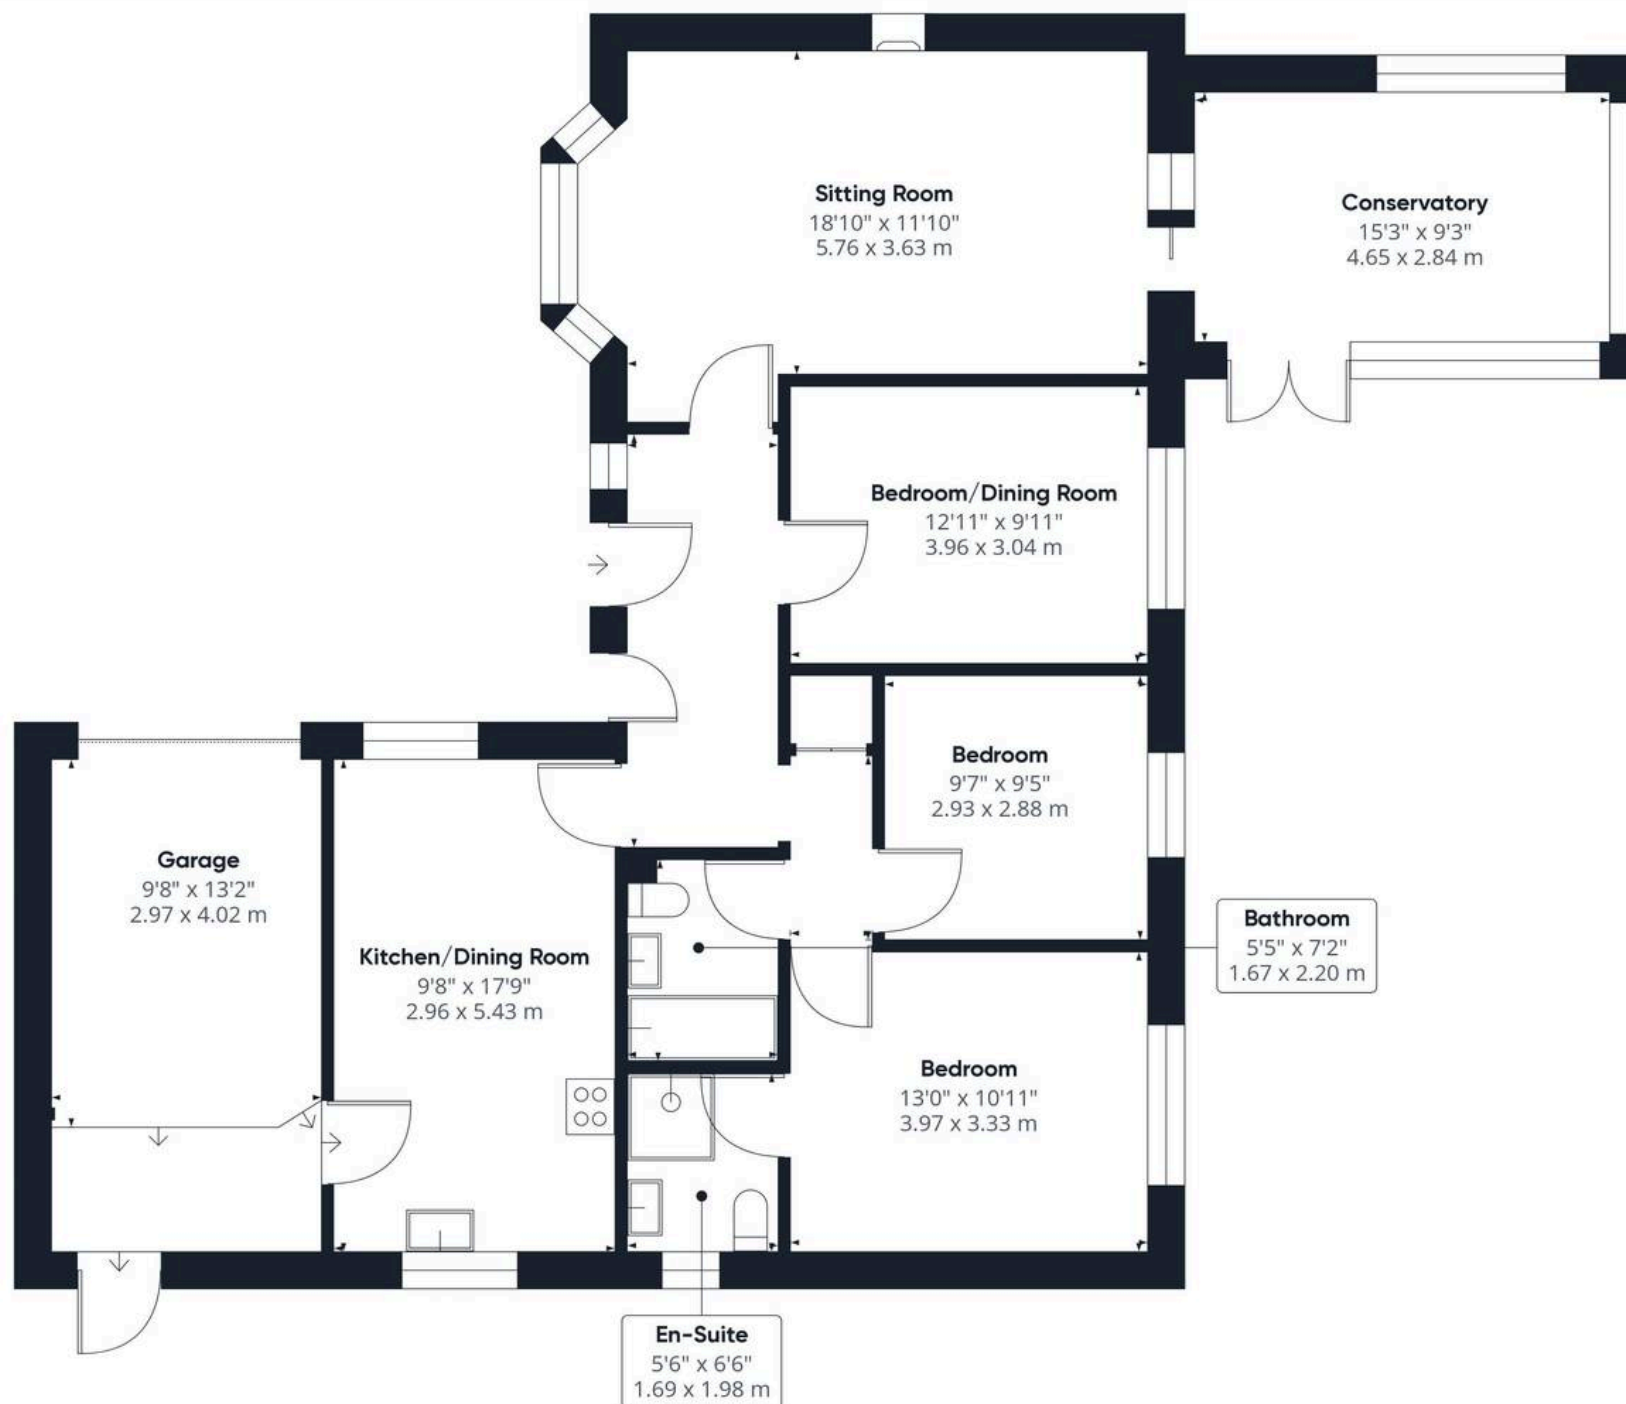 Sitting Room
18'10" x 11'10"
5.76 x 3.63 m
Conservatory
15'3" x 9'3"
4.65 x 2.84 m
Bedroom/Dining Room
12'11" x 9'11"
3.96 x 3.04 m
Bedroom
9'7" x 9'5"
2.93 x 2.88 m
Garage
9'8" x 13'2"
2.97 x 4.02 m
Kitchen/Dining Room
9'8" x 17'9"
2.96 x 5.43 m
Bathroom
5'5" x 7'2"
1.67 x 2.20 m
Bedroom
13'0" x 10'11"
3.97 x 3.33 m
En-Suite
5'6" x 6'6"
1.69 x 1.98 m